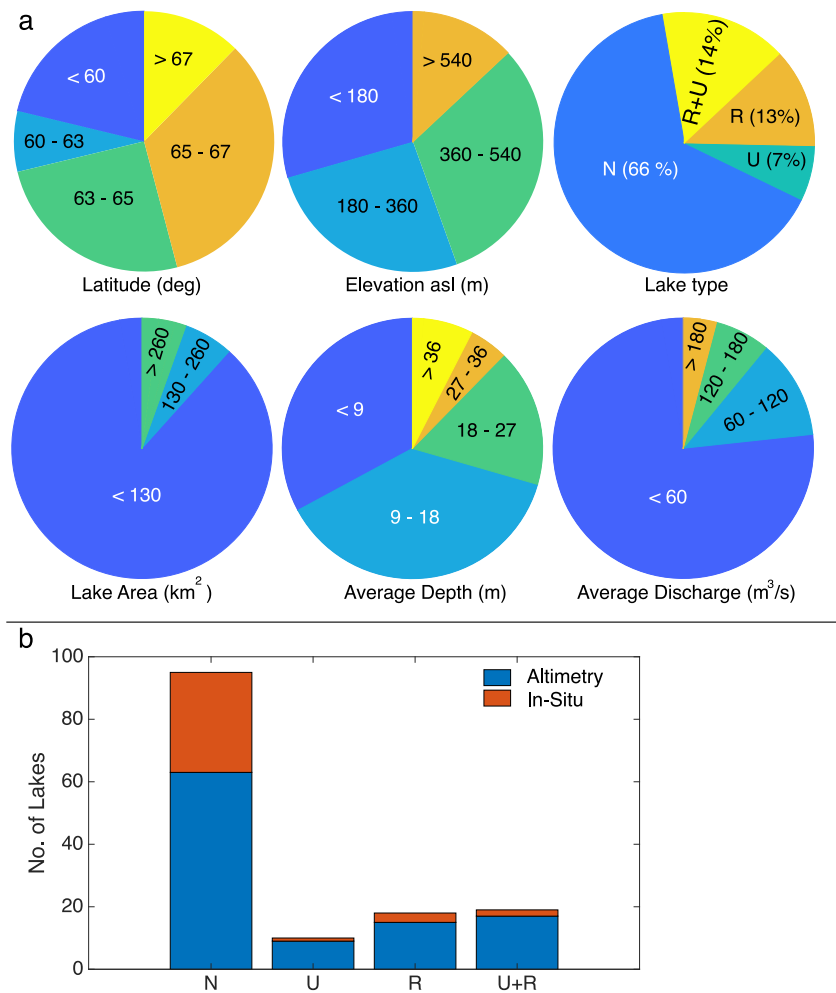 a
< 60
> 67
60 - 63
65 - 67
63 - 65
Latitude (deg)
< 180
> 540
360 - 540
180 - 360
Elevation asl (m)
R+U (14%)
R (13%)
U (7%)
N (66 %)
Lake type
> 260
130 - 260
< 130
Lake Area (km²)
> 36
27 - 36
< 9
18 - 27
9 - 18
Average Depth (m)
> 180
120 - 180
60 - 120
< 60
Average Discharge (m³/s)
b
100
80
60
40
20
0
No. of Lakes
Altimetry
In-Situ
N U R U+R